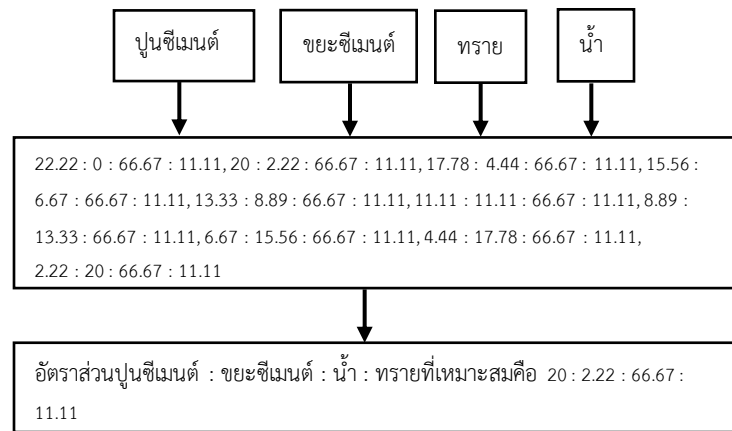 ปูนซีเมนต์
ขยะซีเมนต์
ทราย
น้ำ
22.22 : 0 : 66.67 : 11.11, 20 : 2.22 : 66.67 : 11.11, 17.78 : 4.44 : 66.67 : 11.11, 15.56 :
6.67 : 66.67 : 11.11, 13.33 : 8.89 : 66.67 : 11.11, 11.11 : 11.11 : 66.67 : 11.11, 8.89 :
13.33 : 66.67 : 11.11, 6.67 : 15.56 : 66.67 : 11.11, 4.44 : 17.78 : 66.67 : 11.11,
2.22 : 20 : 66.67 : 11.11
อัตราส่วนปูนซีเมนต์ : ขยะซีเมนต์ : น้ำ : ทรายที่เหมาะสมคือ 20 : 2.22 : 66.67 :
11.11